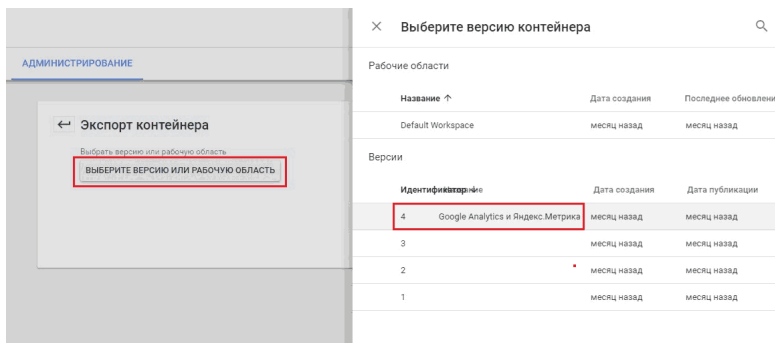 АДМИНИСТРИРОВАНИЕ
Экспорт контейнера
Выбрать версию или рабочую область
ВЫБЕРИТЕ ВЕРСИЮ ИЛИ РАБОЧУЮ ОБЛАСТЬ
Выберите версию контейнера
Рабочие области
Название ↑ Дата создания Последнее обновлени
Default Workspace месяц назад месяц назад
Версии
Идентификатор ↓ Название Дата создания Дата публикации
4 Google Analytics и Яндекс.Метрика месяц назад месяц назад
3 месяц назад месяц назад
2 месяц назад месяц назад
1 месяц назад месяц назад